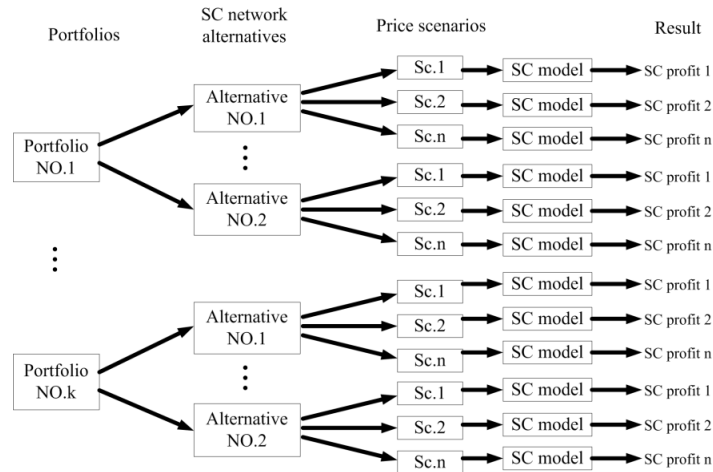 Portfolios
SC network
alternatives
Price scenarios
Result
Portfolio
NO.1
Alternative
NO.1
Sc.1
SC model
SC profit 1
Sc.2
SC model
SC profit 2
Sc.n
SC model
SC profit n
Alternative
NO.2
Sc.1
SC model
SC profit 1
Sc.2
SC model
SC profit 2
Sc.n
SC model
SC profit n
Portfolio
NO.k
Alternative
NO.1
Sc.1
SC model
SC profit 1
Sc.2
SC model
SC profit 2
Sc.n
SC model
SC profit n
Alternative
NO.2
Sc.1
SC model
SC profit 1
Sc.2
SC model
SC profit 2
Sc.n
SC model
SC profit n